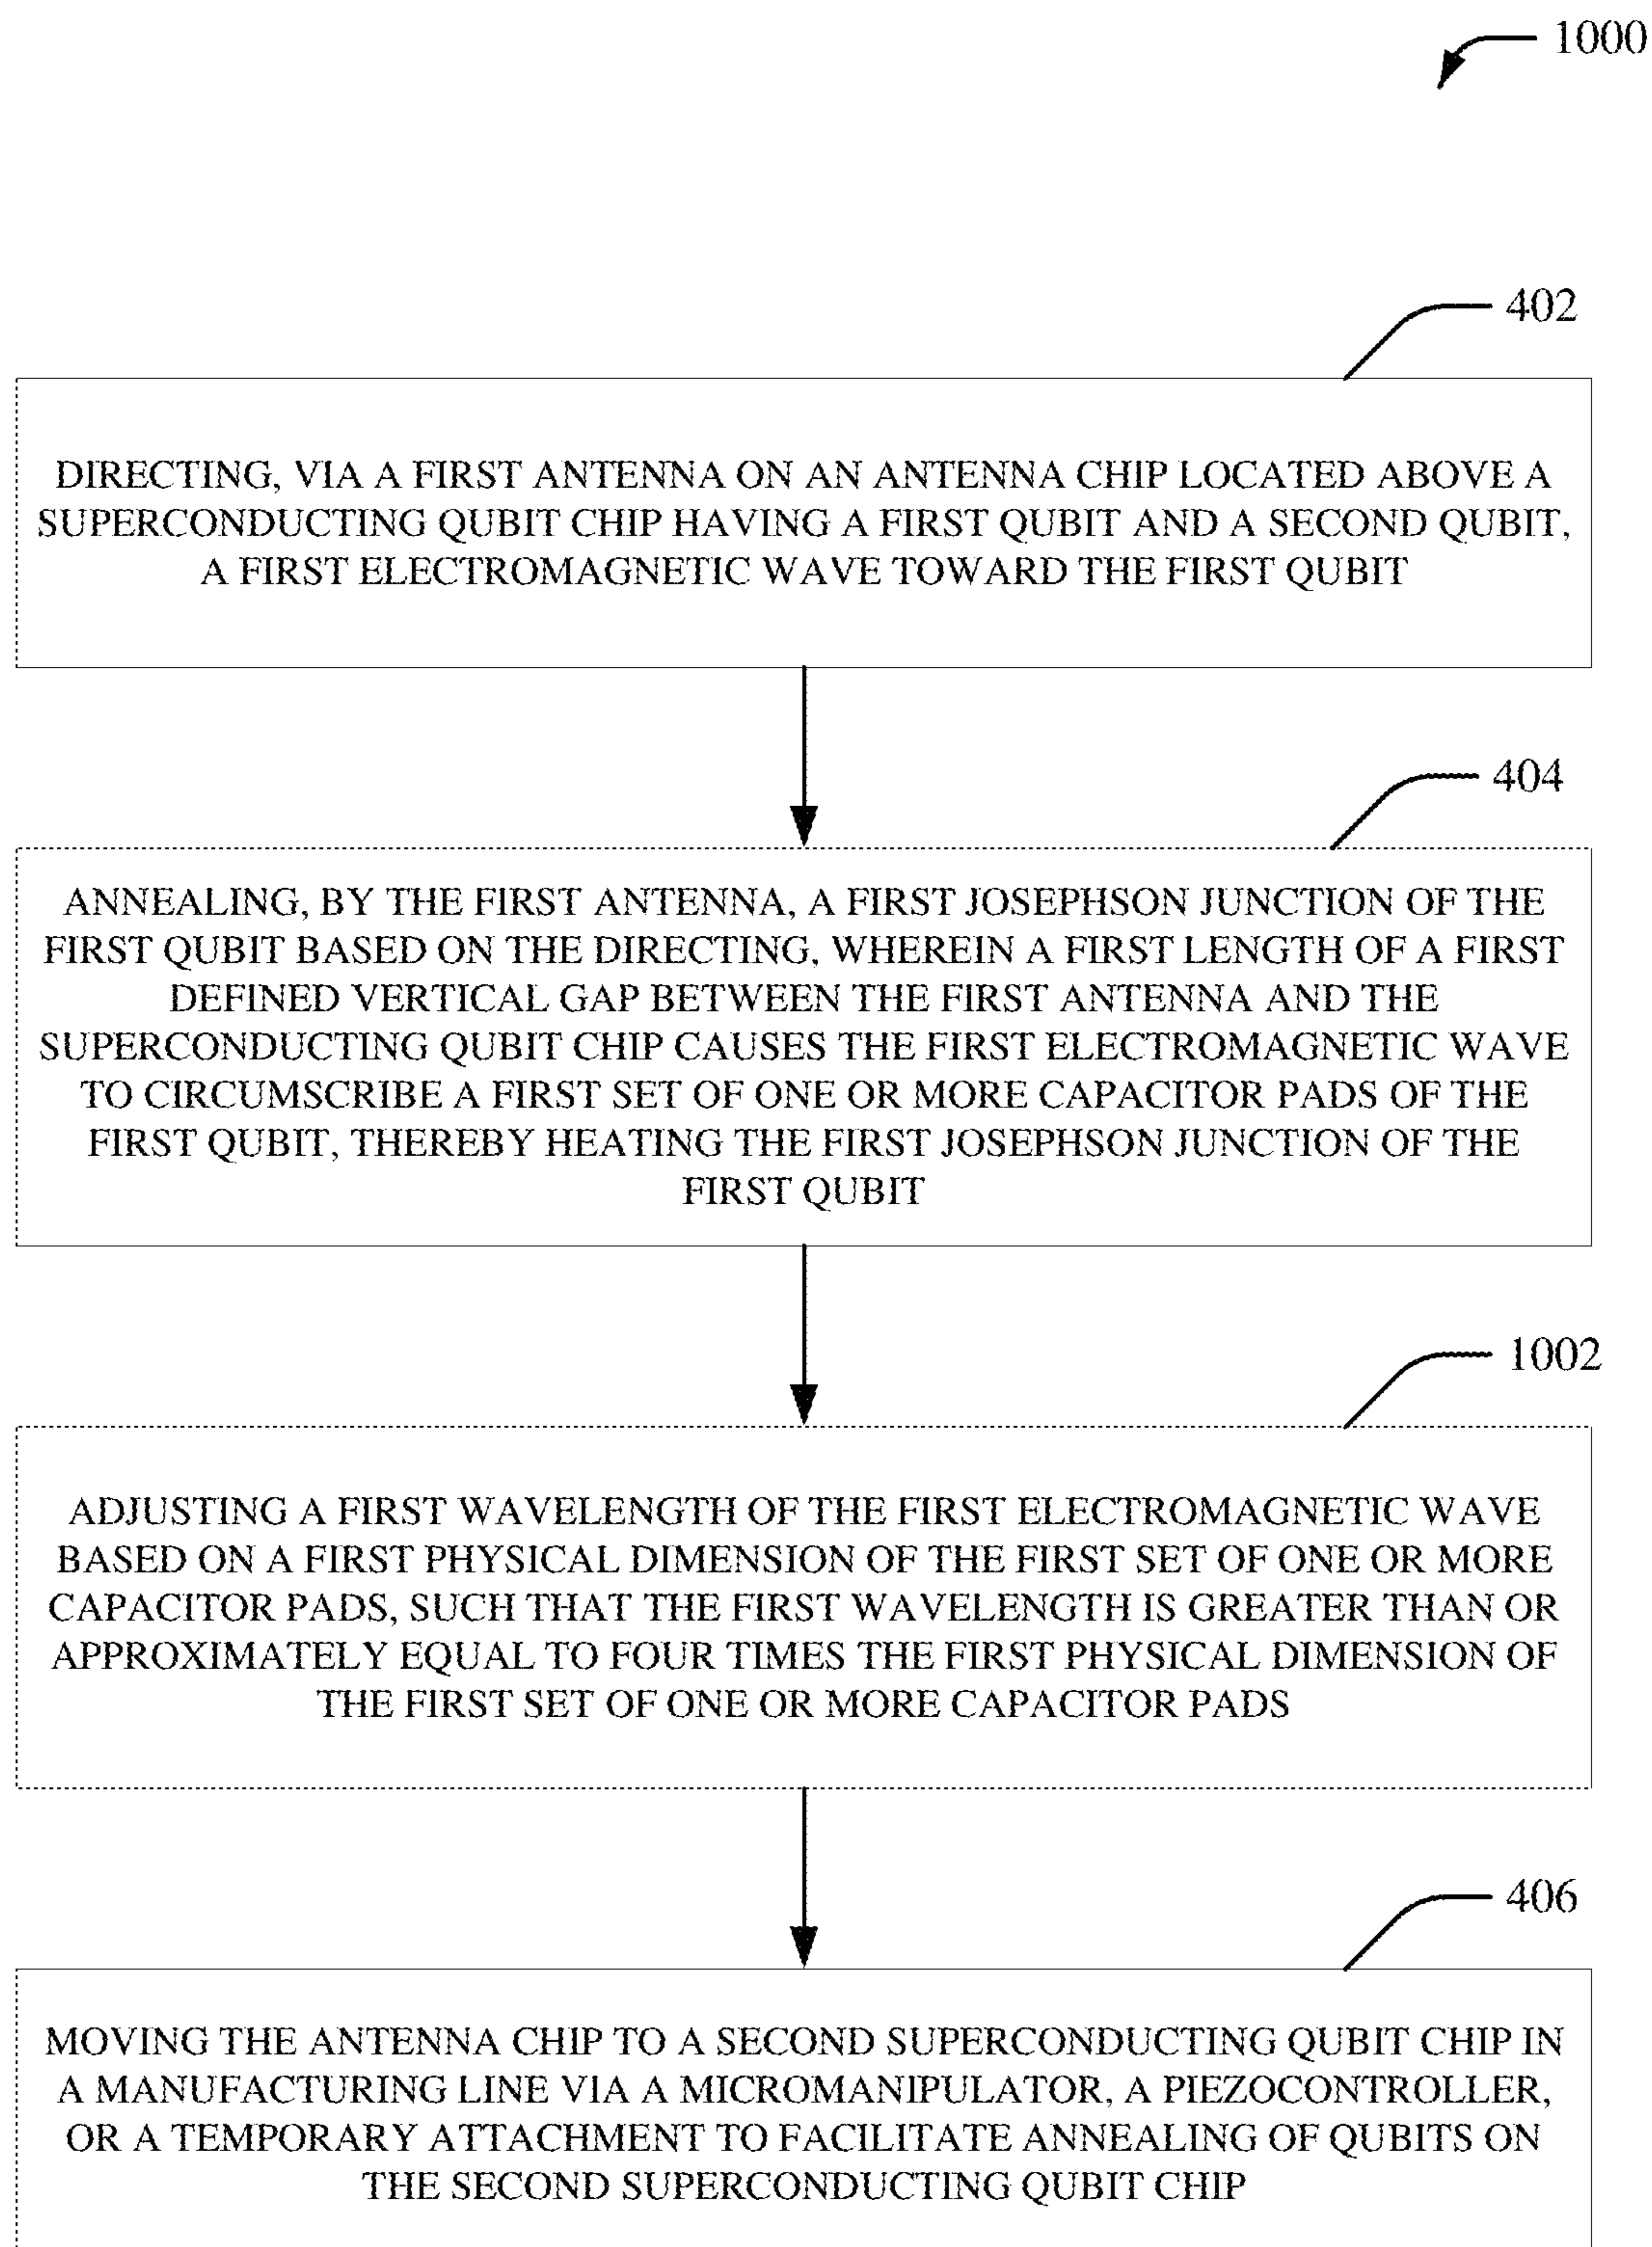 1000
402
DIRECTING, VIA A FIRST ANTENNA ON AN ANTENNA CHIP LOCATED ABOVE A
SUPERCONDUCTING QUBIT CHIP HAVING A FIRST QUBIT AND A SECOND QUBIT,
A FIRST ELECTROMAGNETIC WAVE TOWARD THE FIRST QUBIT
404
ANNEALING, BY THE FIRST ANTENNA, A FIRST JOSEPHSON JUNCTION OF THE
FIRST QUBIT BASED ON THE DIRECTING, WHEREIN A FIRST LENGTH OF A FIRST
DEFINED VERTICAL GAP BETWEEN THE FIRST ANTENNA AND THE
SUPERCONDUCTING QUBIT CHIP CAUSES THE FIRST ELECTROMAGNETIC WAVE
TO CIRCUMSCRIBE A FIRST SET OF ONE OR MORE CAPACITOR PADS OF THE
FIRST QUBIT, THEREBY HEATING THE FIRST JOSEPHSON JUNCTION OF THE
FIRST QUBIT
1002
ADJUSTING A FIRST WAVELENGTH OF THE FIRST ELECTROMAGNETIC WAVE
BASED ON A FIRST PHYSICAL DIMENSION OF THE FIRST SET OF ONE OR MORE
CAPACITOR PADS, SUCH THAT THE FIRST WAVELENGTH IS GREATER THAN OR
APPROXIMATELY EQUAL TO FOUR TIMES THE FIRST PHYSICAL DIMENSION OF
THE FIRST SET OF ONE OR MORE CAPACITOR PADS
406
MOVING THE ANTENNA CHIP TO A SECOND SUPERCONDUCTING QUBIT CHIP IN
A MANUFACTURING LINE VIA A MICROMANIPULATOR, A PIEZOCONTROLLER,
OR A TEMPORARY ATTACHMENT TO FACILITATE ANNEALING OF QUBITS ON
THE SECOND SUPERCONDUCTING QUBIT CHIP